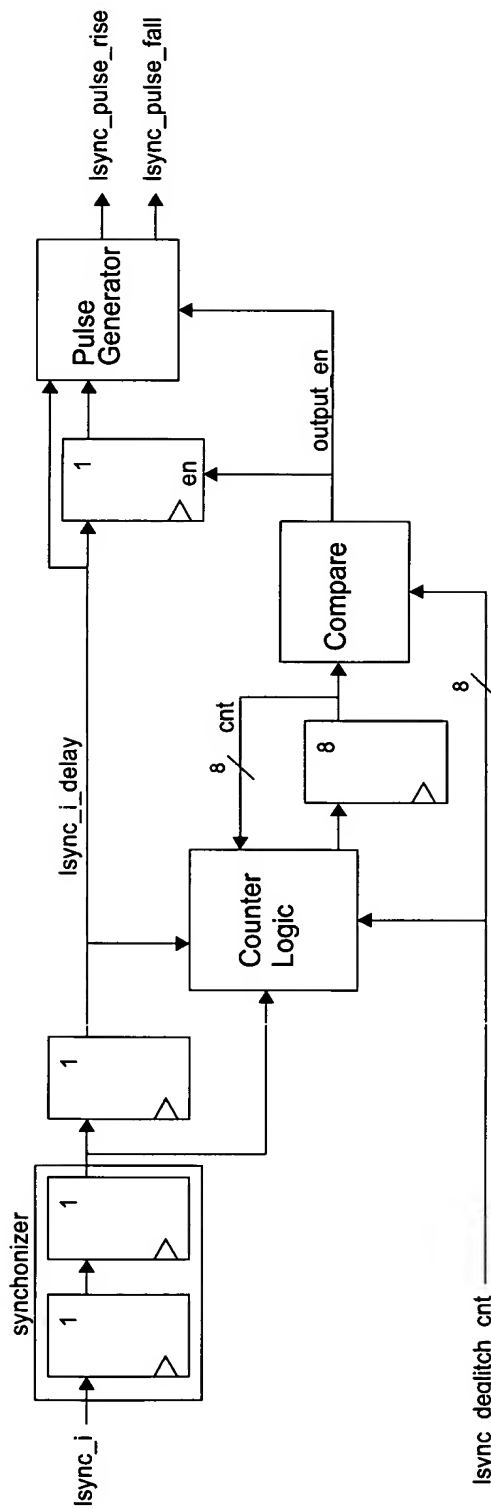 synchonizer
lsync_i
1
1
1
lsync_i_delay
1
en
Pulse
Generator
lsync_pulse_rise
lsync_pulse_fall
Counter
Logic
8
cnt
8
Compare
output_en
8
lsync_deglitch_cnt